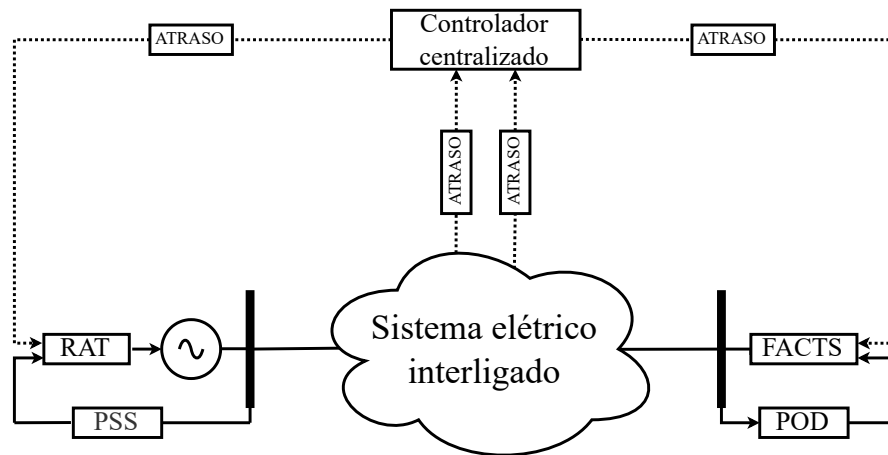 ATRASO
Controlador
centralizado
ATRASO
ATRASO
ATRASO
Sistema elétrico
interligado
RAT
FACTS
PSS
POD